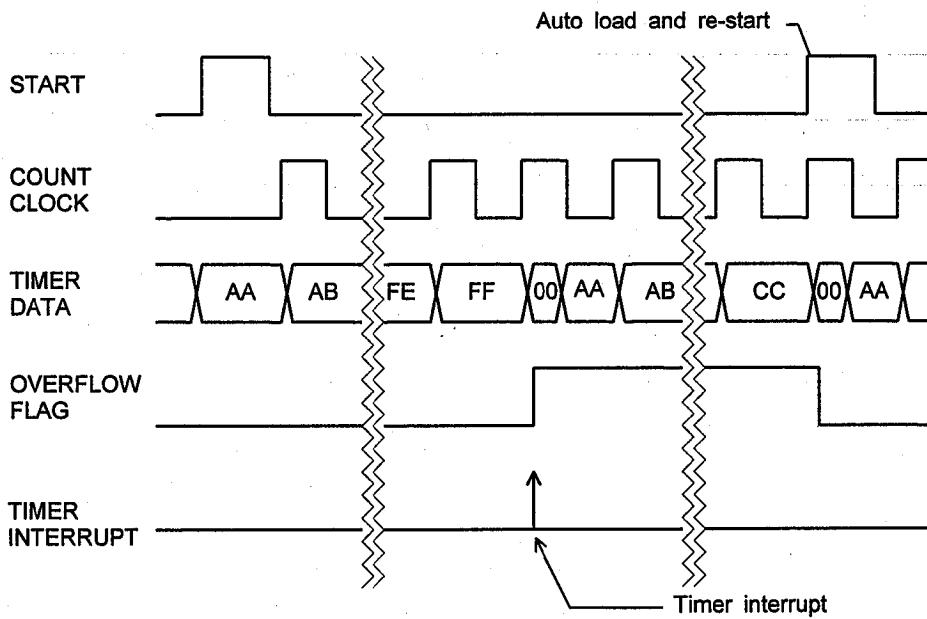 Auto load and re-start
START
COUNT
CLOCK
TIMER
DATA
AA AB FE FF 00 AA AB CC 00 AA
OVERFLOW
FLAG
TIMER
INTERRUPT
Timer interrupt